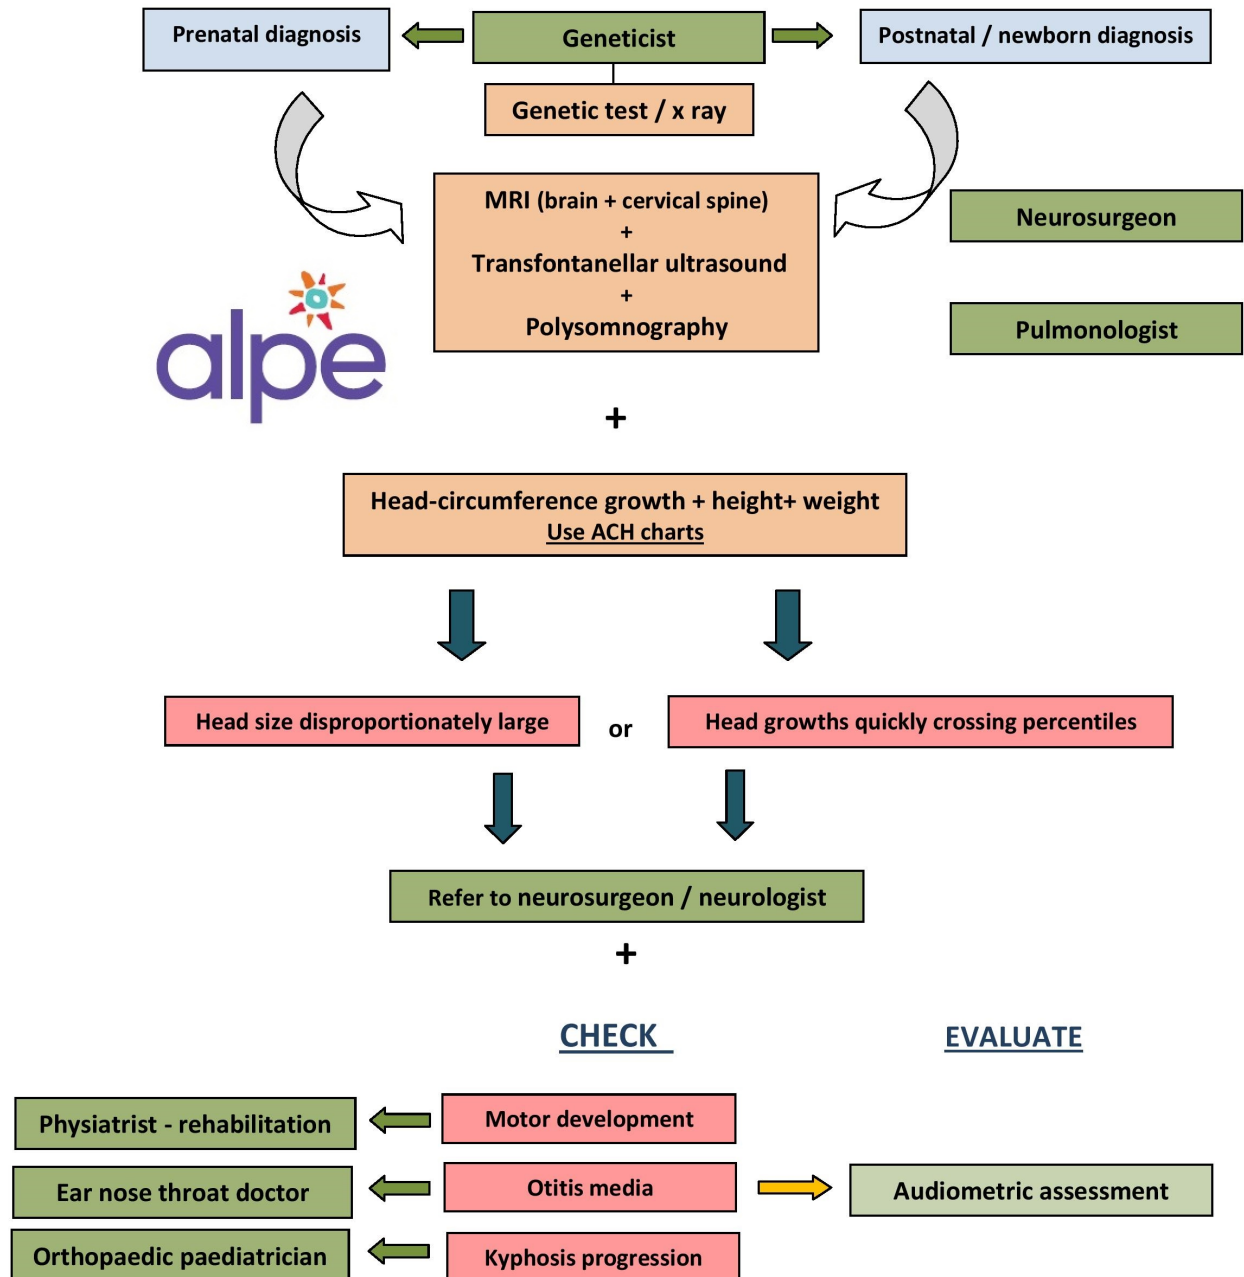 Prenatal diagnosis
Geneticist
Postnatal / newborn diagnosis
Genetic test / x ray
MRI (brain + cervical spine)
+
Transfontanellar ultrasound
+
Polysomnography
Neurosurgeon
Pulmonologist
alpe
+
Head-circumference growth + height+ weight
Use ACH charts
Head size disproportionately large
or
Head growths quickly crossing percentiles
Refer to neurosurgeon / neurologist
+
CHECK
EVALUATE
Physiatrist - rehabilitation
Motor development
Ear nose throat doctor
Otitis media
Audiometric assessment
Orthopaedic paediatrician
Kyphosis progression